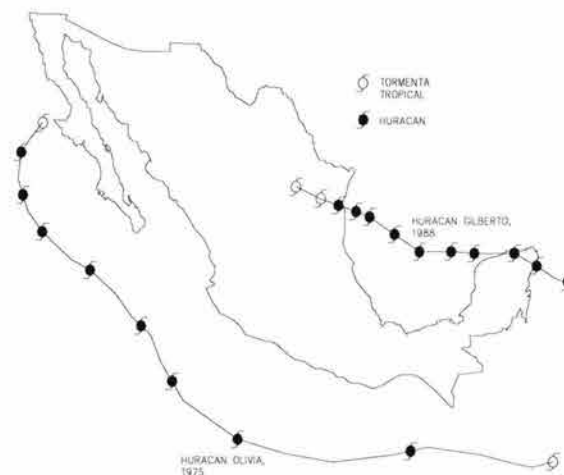 TORMENTA
TROPICAL
HURACAN
HURACAN GILBERTO,
1988
HURACAN OLIVIA,
1975